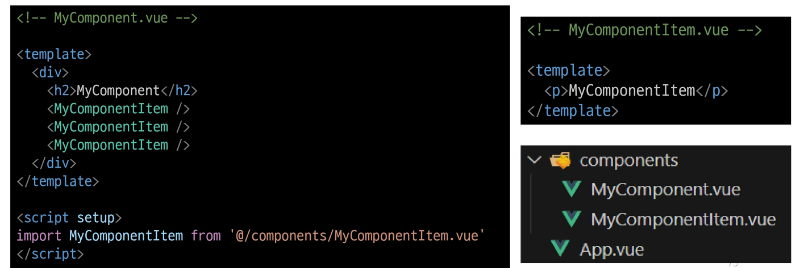 <!-- MyComponent.vue -->
<template>
<div>
<h2>MyComponent</h2>
<MyComponentItem />
<MyComponentItem />
<MyComponentItem />
</div>
</template>
<script setup>
import MyComponentItem from '@/components/MyComponentItem.vue'
</script>
<!-- MyComponentItem.vue -->
<template>
<p>MyComponentItem</p>
</template>
components
MyComponent.vue
MyComponentItem.vue
App.vue